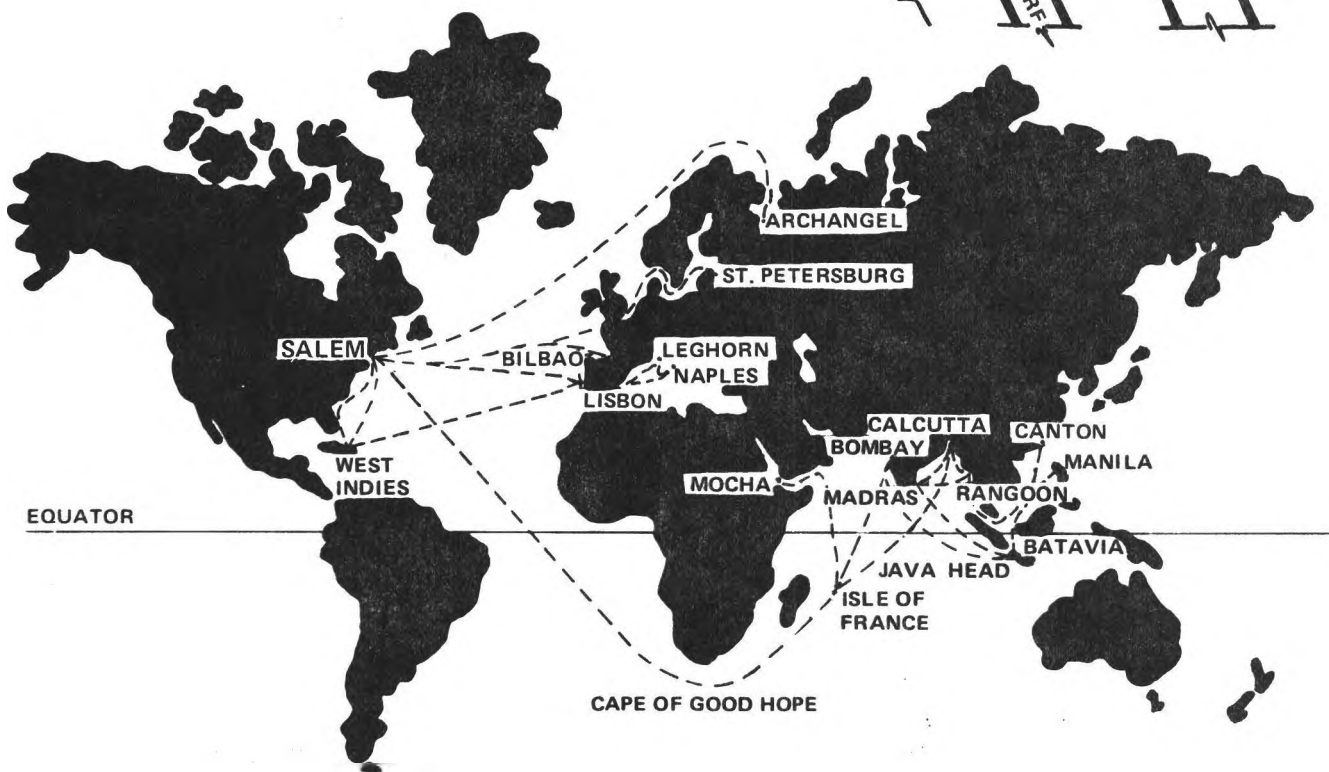 ARCHANGEL
ST. PETERSBURG
SALEM
BILBAO
LEGHORN
NAPLES
LISBON
CALCUTTA
CANTON
BOMBAY
MANILA
WEST
INDIES
MOCHA
MADRAS
RANGOON
EQUATOR
BATAVIA
JAVA HEAD
ISLE OF
FRANCE
CAPE OF GOOD HOPE